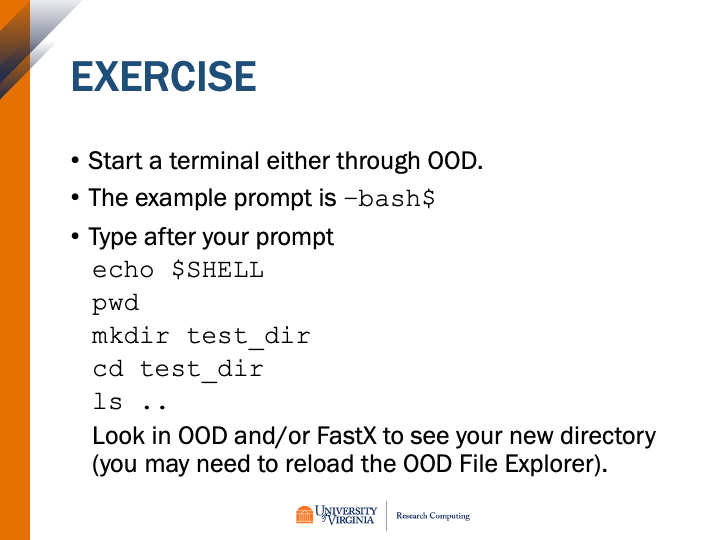 EXERCISE
• Start a terminal either through OOD.
• The example prompt is –bash$
• Type after your prompt
echo $SHELL
pwd
mkdir test_dir
cd test_dir
ls ..
Look in OOD and/or FastX to see your new directory
(you may need to reload the OOD File Explorer).
UNIVERSITY
of VIRGINIA
Research Computing